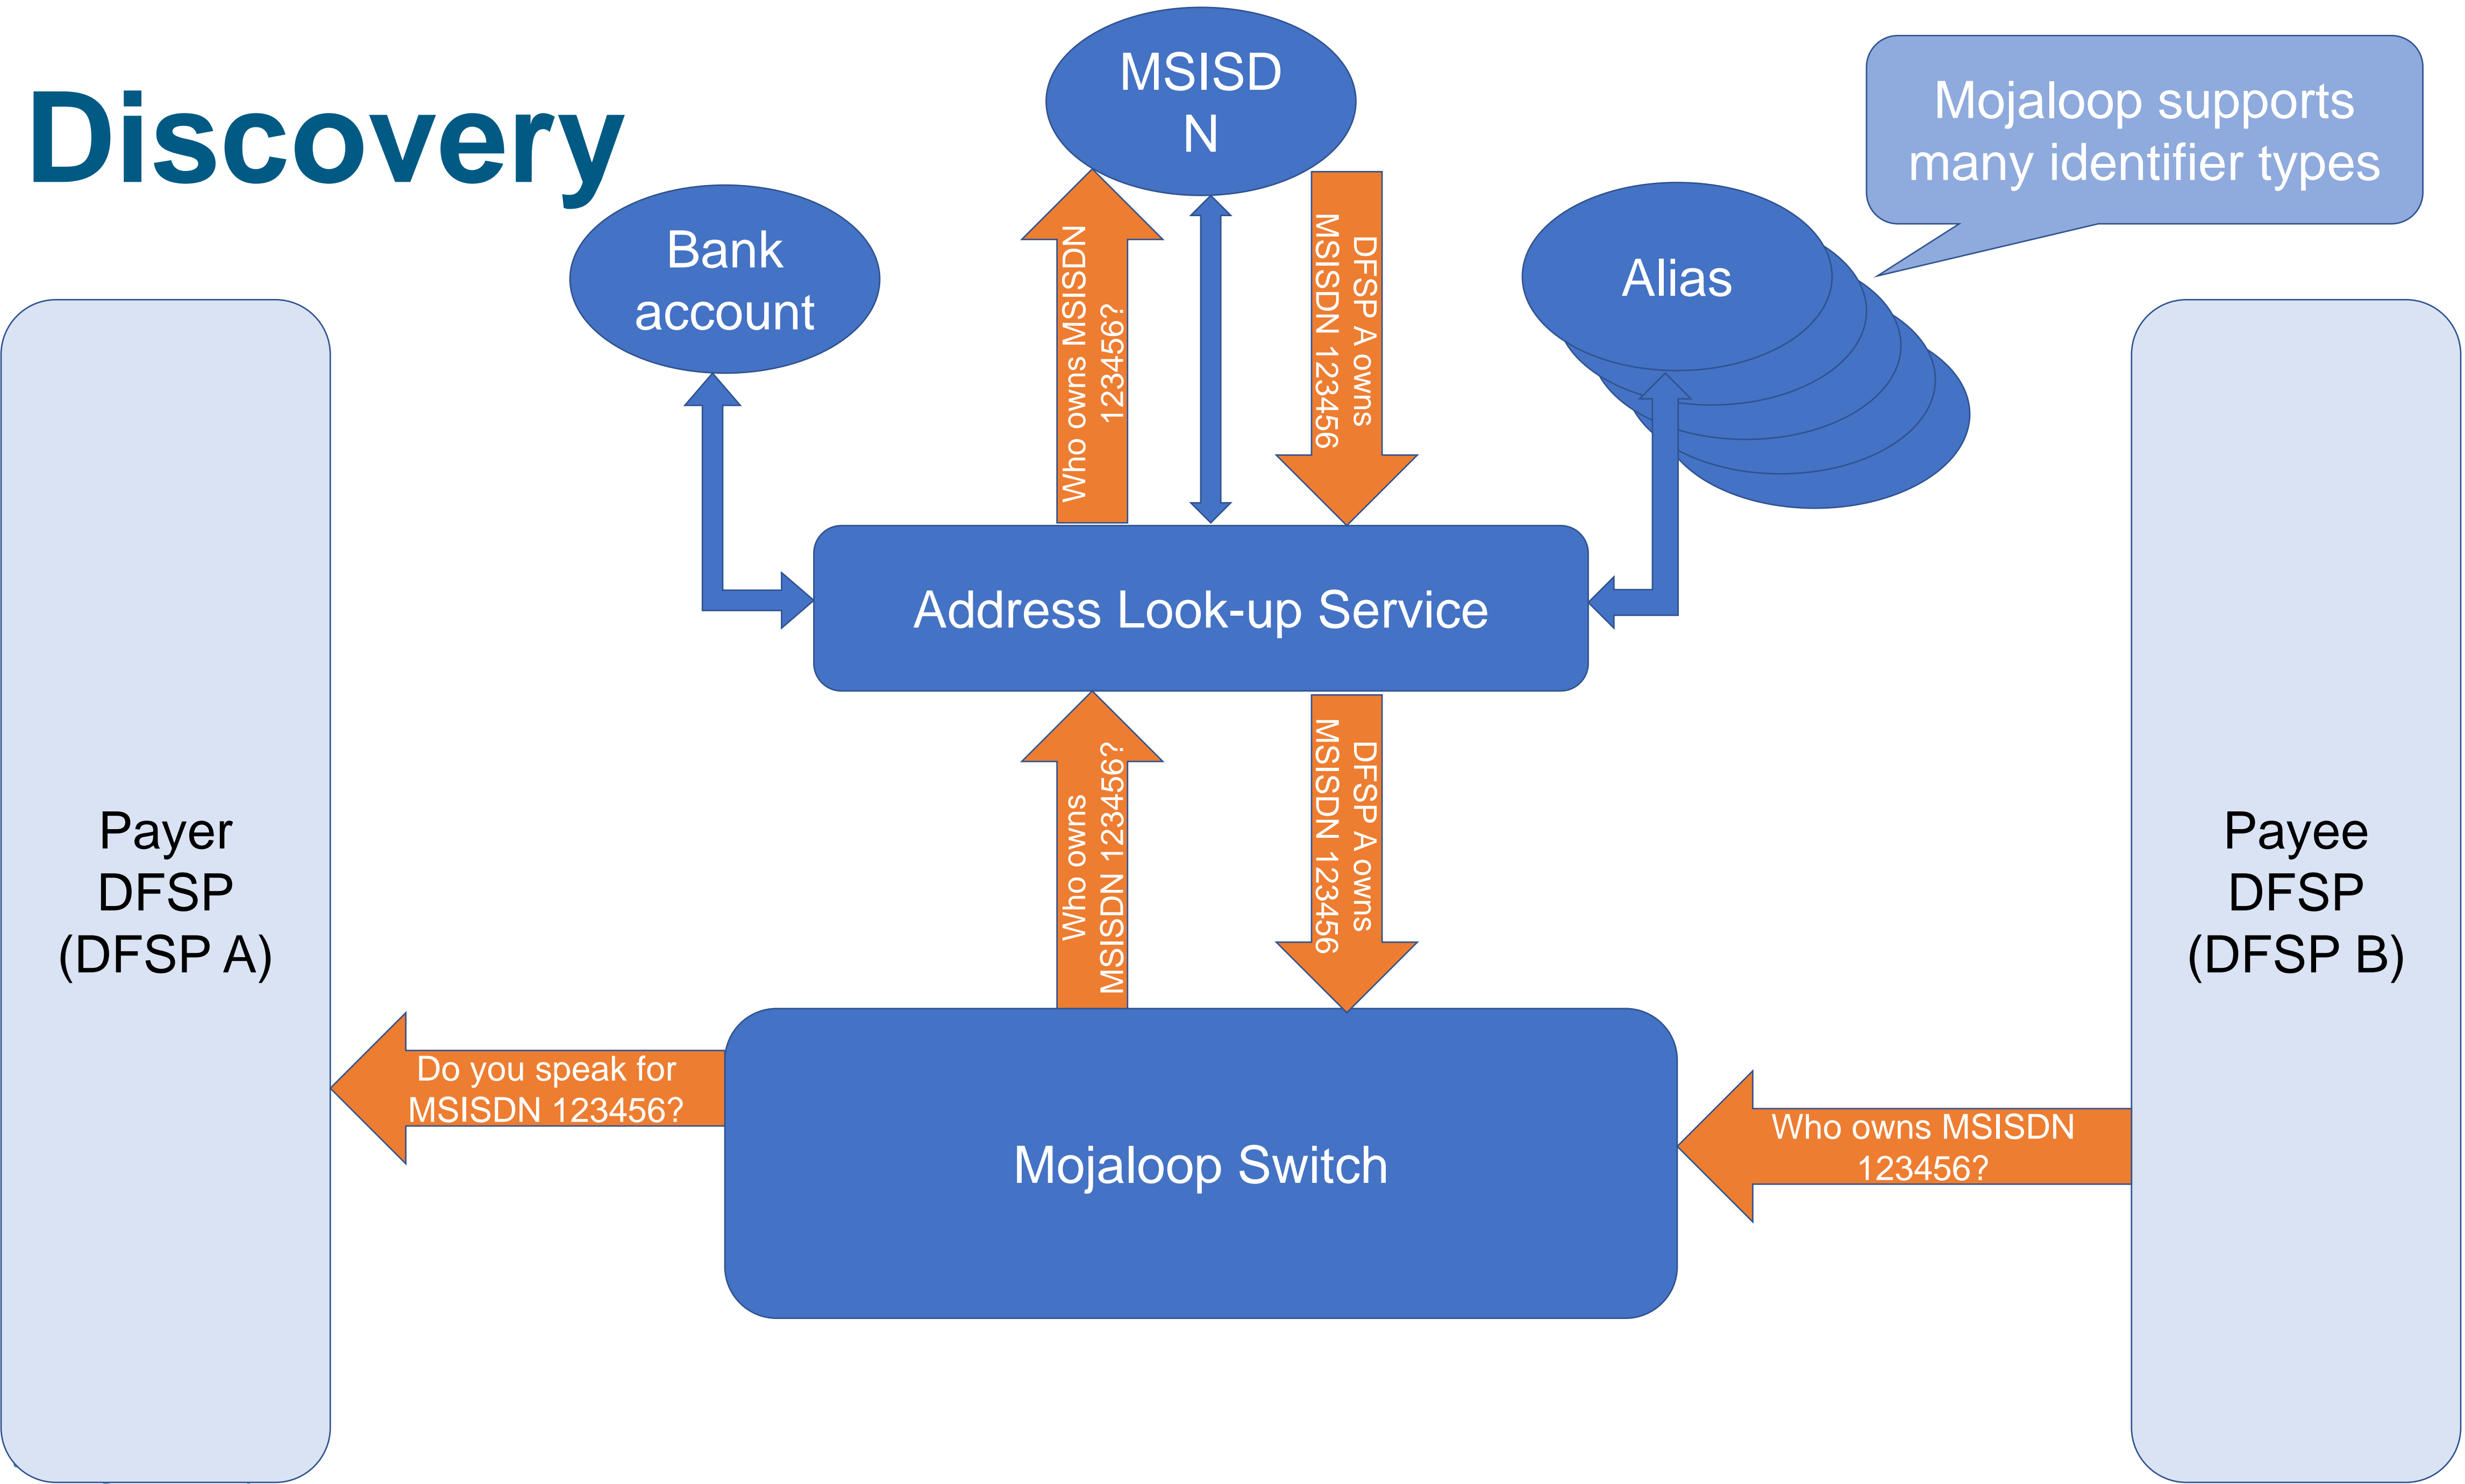 Discovery
MSISD
N
Mojaloop supports
many identifier types
Bank
account
Alias
Who owns MSISDN
123456?
DFSP A owns
MSISDN 123456
Address Look-up Service
Who owns
MSISDN 123456?
DFSP A owns
MSISDN 123456
Payer
DFSP
(DFSP A)
Payee
DFSP
(DFSP B)
Do you speak for
MSISDN 123456?
Mojaloop Switch
Who owns MSISDN
123456?